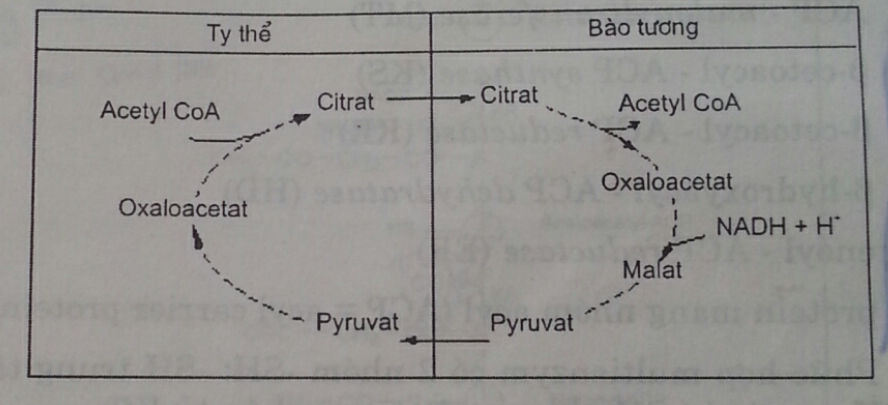 Ty thể
Bào tương
Acetyl CoA
Citrat
Citrat
Acetyl CoA
Oxaloacetat
Oxaloacetat
NADH + H⁺
Malat
Pyruvat
Pyruvat